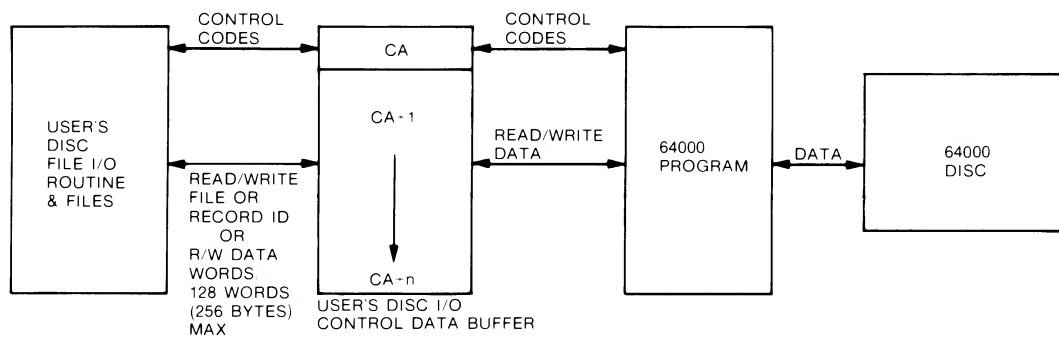 CONTROL
CODES
CONTROL
CODES
CA
USER'S
DISC
FILE I/O
ROUTINE
& FILES
READ/WRITE
FILE OR
RECORD ID
OR
R/W DATA
WORDS
128 WORDS
(256 BYTES)
MAX
CA+1
CA+n
USER'S DISC I/O
CONTROL DATA BUFFER
READ/WRITE
DATA
64000
PROGRAM
DATA
64000
DISC